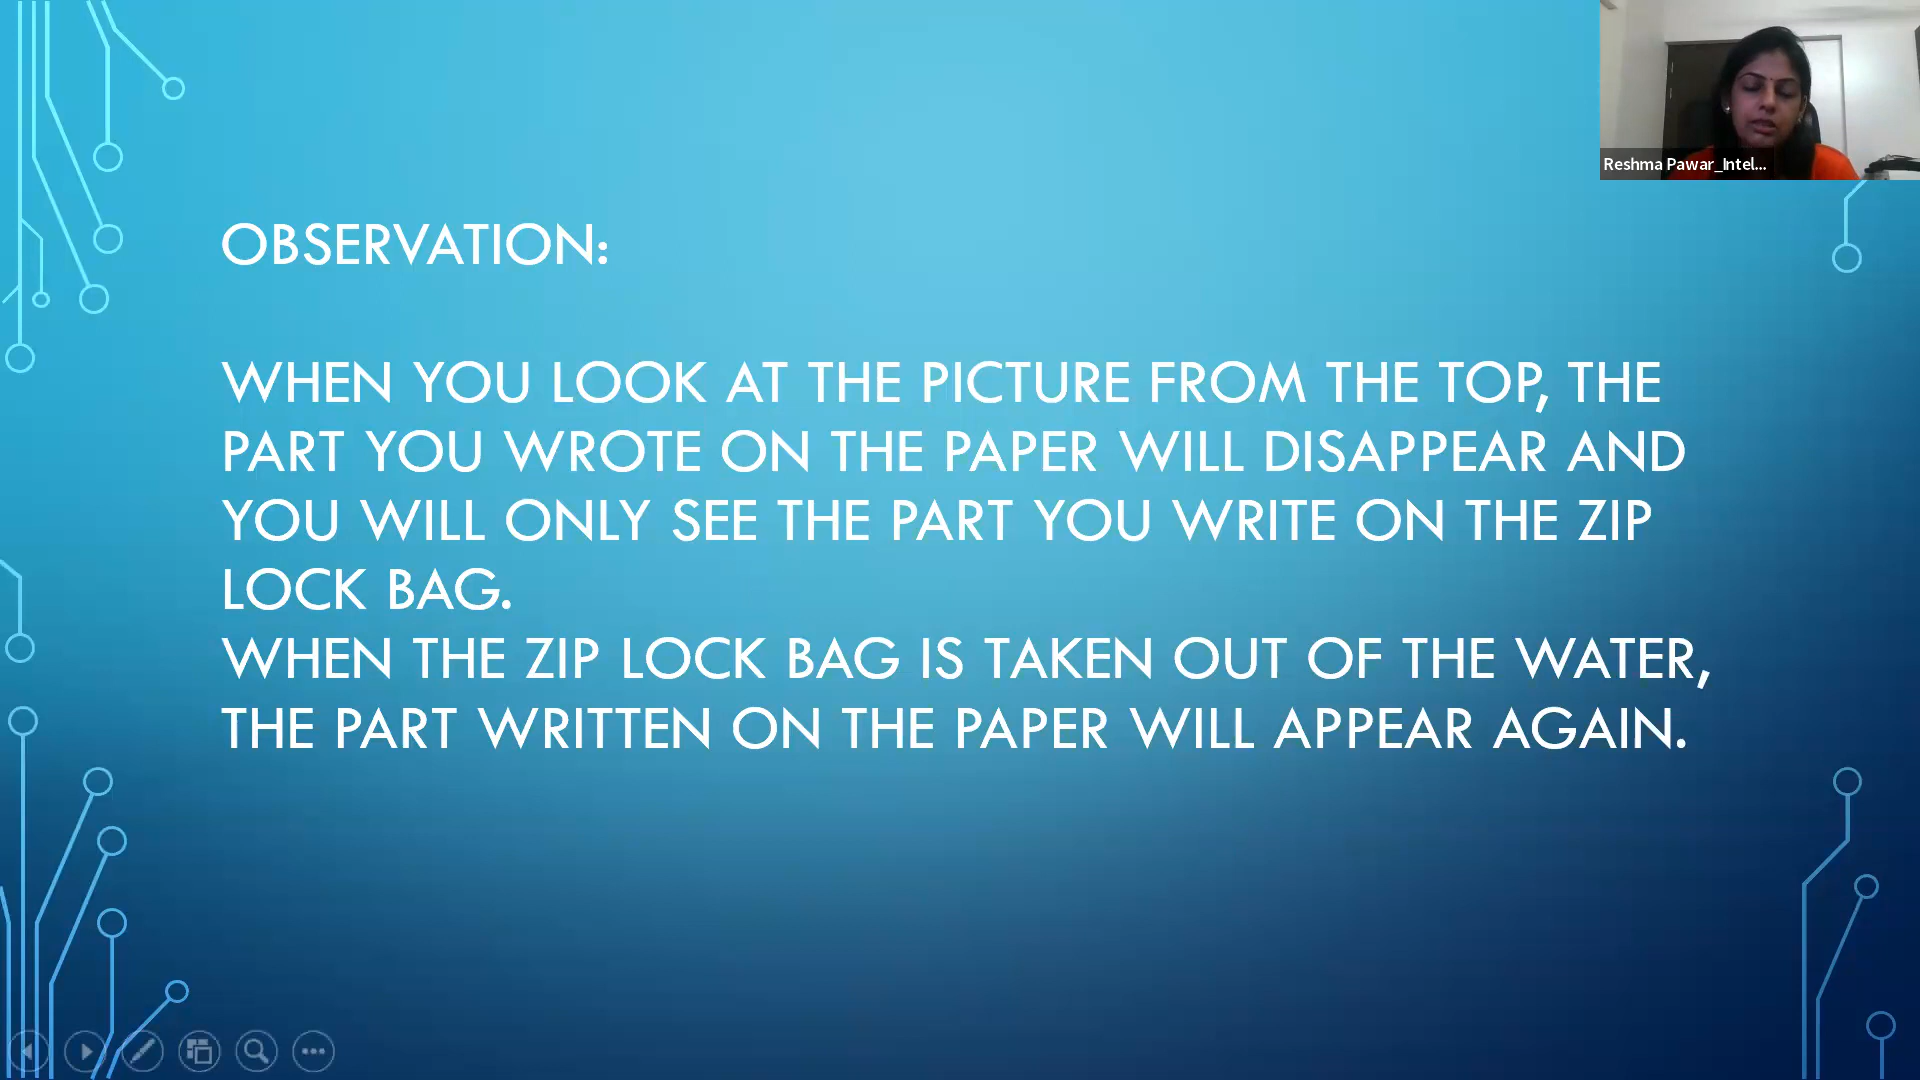 Reshma Pawar_Intel...
OBSERVATION:
WHEN YOU LOOK AT THE PICTURE FROM THE TOP, THE
PART YOU WROTE ON THE PAPER WILL DISAPPEAR AND
YOU WILL ONLY SEE THE PART YOU WRITE ON THE ZIP
LOCK BAG.
WHEN THE ZIP LOCK BAG IS TAKEN OUT OF THE WATER,
THE PART WRITTEN ON THE PAPER WILL APPEAR AGAIN.